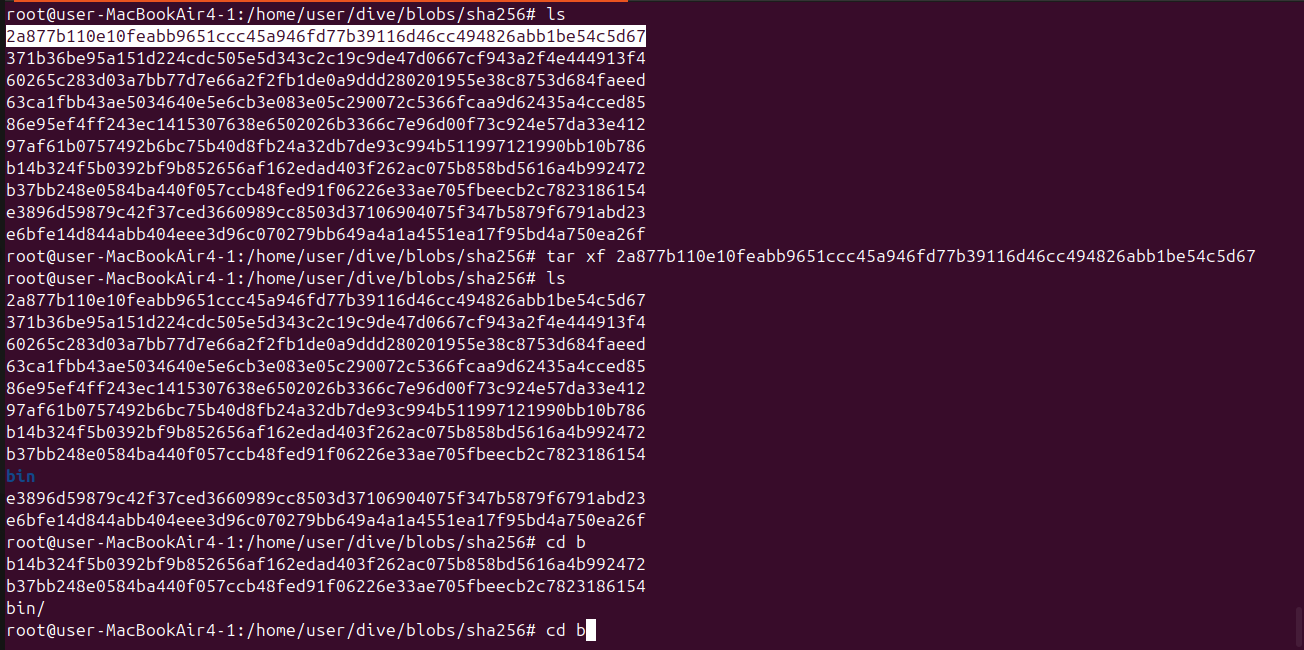 root@user-MacBookAir4-1:/home/user/dive/blobs/sha256# ls
2a877b110e10feabb9651ccc45a946fd77b39116d46cc494826abb1be54c5d67
371b36be95a151d224cdc505e5d343c2c19c9de47d0667cf943a2f4e444913f4
60265c283d03a7bb77d7e66a2f2fb1de0a9ddd280201955e38c8753d684faeed
63ca1fbb43ae5034640e5e6cb3e083e05c290072c5366fcaa9d62435a4cced85
86e95ef4ff243ec1415307638e6502026b3366c7e96d00f73c924e57da33e412
97af61b0757492b6bc75b40d8fb24a32db7de93c994b511997121990bb10b786
b14b324f5b0392bf9b852656af162edad403f262ac075b858bd5616a4b992472
b37bb248e0584ba440f057ccb48fed91f06226e33ae705fbeecb2c7823186154
e3896d59879c42f37ced3660989cc8503d37106904075f347b5879f6791abd23
e6bfe14d844abb404eee3d96c070279bb649a4a1a4551ea17f95bd4a750ea26f
root@user-MacBookAir4-1:/home/user/dive/blobs/sha256# tar xf 2a877b110e10feabb9651ccc45a946fd77b39116d46cc494826abb1be54c5d67
root@user-MacBookAir4-1:/home/user/dive/blobs/sha256# ls
2a877b110e10feabb9651ccc45a946fd77b39116d46cc494826abb1be54c5d67
371b36be95a151d224cdc505e5d343c2c19c9de47d0667cf943a2f4e444913f4
60265c283d03a7bb77d7e66a2f2fb1de0a9ddd280201955e38c8753d684faeed
63ca1fbb43ae5034640e5e6cb3e083e05c290072c5366fcaa9d62435a4cced85
86e95ef4ff243ec1415307638e6502026b3366c7e96d00f73c924e57da33e412
97af61b0757492b6bc75b40d8fb24a32db7de93c994b511997121990bb10b786
b14b324f5b0392bf9b852656af162edad403f262ac075b858bd5616a4b992472
b37bb248e0584ba440f057ccb48fed91f06226e33ae705fbeecb2c7823186154
bin
e3896d59879c42f37ced3660989cc8503d37106904075f347b5879f6791abd23
e6bfe14d844abb404eee3d96c070279bb649a4a1a4551ea17f95bd4a750ea26f
root@user-MacBookAir4-1:/home/user/dive/blobs/sha256# cd b
b14b324f5b0392bf9b852656af162edad403f262ac075b858bd5616a4b992472
b37bb248e0584ba440f057ccb48fed91f06226e33ae705fbeecb2c7823186154
bin/
root@user-MacBookAir4-1:/home/user/dive/blobs/sha256# cd b